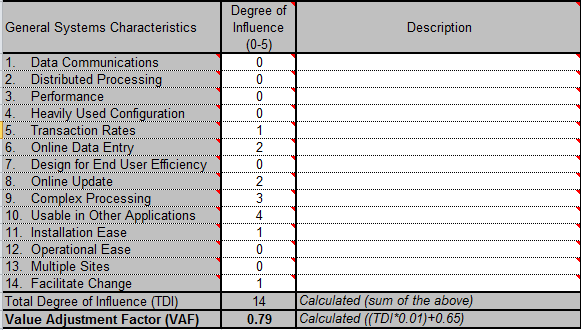 General Systems Characteristics Degree of Influence (0-5) Description
1. Data Communications 0
2. Distributed Processing 0
3. Performance 0
4. Heavily Used Configuration 0
5. Transaction Rates 1
6. Online Data Entry 2
7. Design for End User Efficiency 0
8. Online Update 2
9. Complex Processing 3
10. Usable in Other Applications 4
11. Installation Ease 1
12. Operational Ease 0
13. Multiple Sites 0
14. Facilitate Change 1
Total Degree of Influence (TDI) 14 Calculated (sum of the above)
Value Adjustment Factor (VAF) 0.79 Calculated ((TDI*0.01)+0.65)